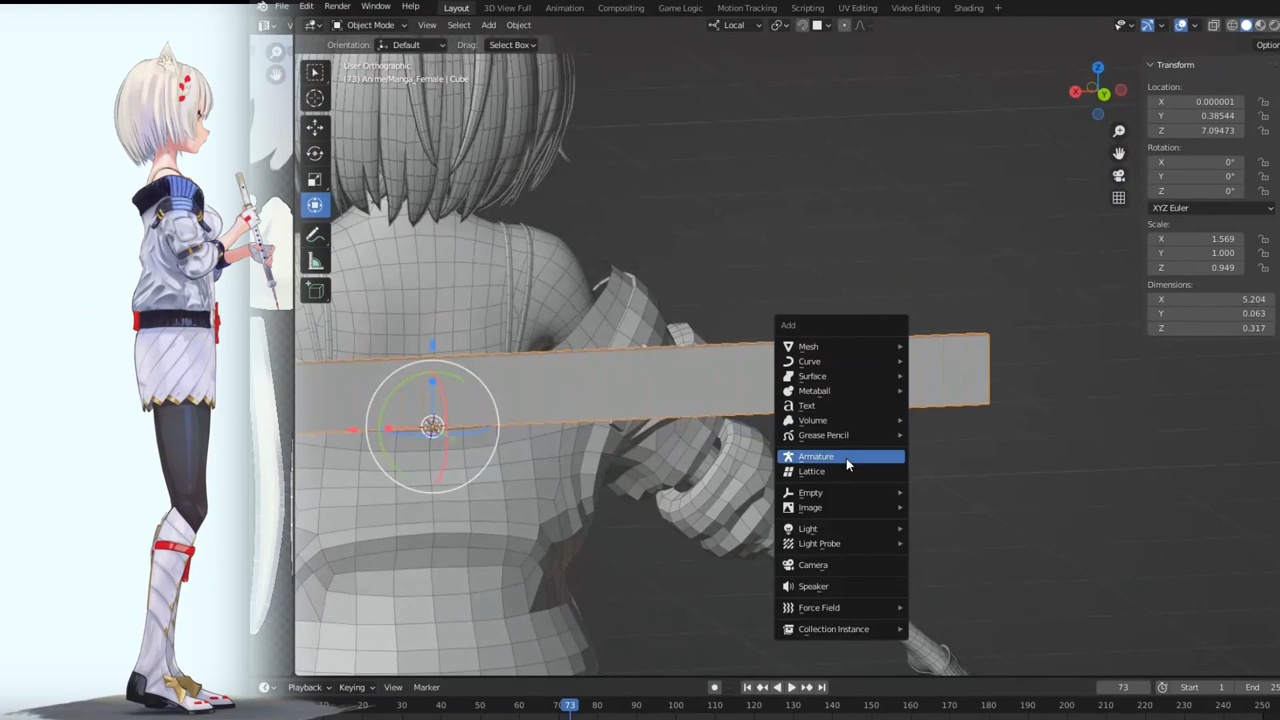 File Edit Render Window Help Layout 3D View Full Animation Compositing Game Logic Motion Tracking Scripting UV Editing Video Editing Shading +
Object Mode View Select Add Object Local
Orientation: Default Drag: Select Box Optio
User Orthographic
(73) Anime/Manga_Female | Cube
Z
X
Y
Transform
Location:
X 0.000001
Y 0.38544
Z 7.09473
Rotation:
X 0°
Y 0°
Z 0°
XYZ Euler
Scale:
X 1.569
Y 1.000
Z 0.949
Dimensions:
X 5.204
Y 0.063
Z 0.317
Add
Mesh
Curve
Surface
Metaball
Text
Volume
Grease Pencil
Armature
Lattice
Empty
Image
Light
Light Probe
Camera
Speaker
Force Field
Collection Instance
Playback Keying View Marker 73 Start 1 End 25
10 20 30 40 50 60 70 73 80 90 100 110 120 130 140 150 160 170 180 190 200 210 220 230 240 250